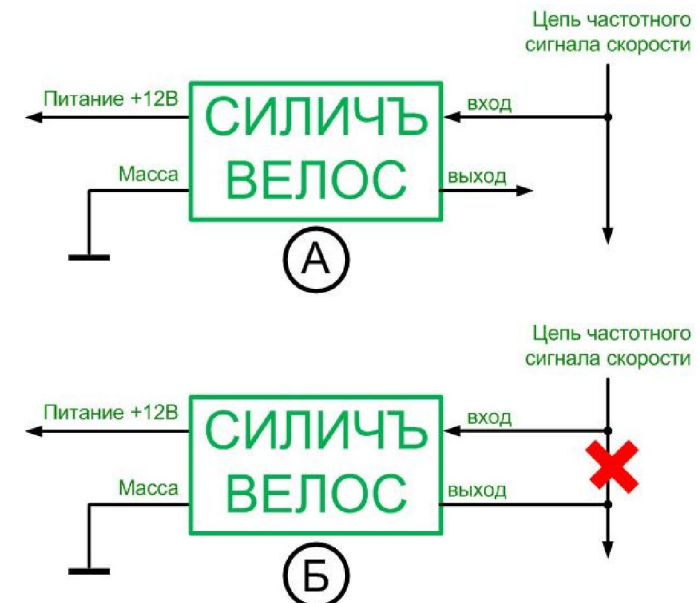 Цепь частотного
сигнала скорости
Питание +12В
СИЛИЧЪ
вход
Масса
ВЕЛОС
выход
А
Цепь частотного
сигнала скорости
Питание +12В
СИЛИЧЪ
вход
Масса
ВЕЛОС
выход
Б